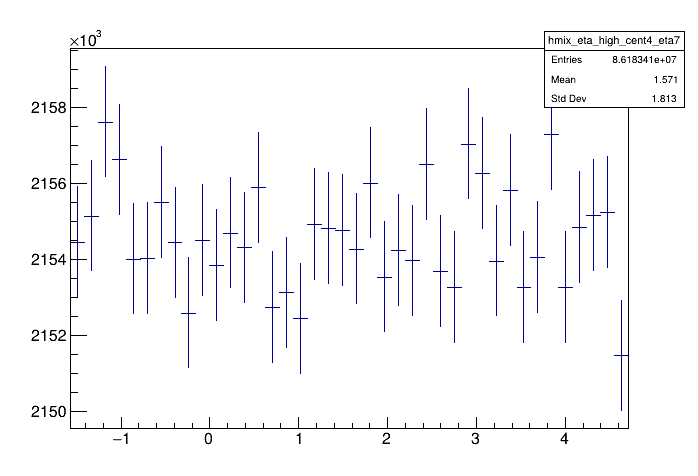 ×10³
hmix_eta_high_cent4_eta7
Entries 8.618341e+07
Mean 1.571
Std Dev 1.813
2158
2156
2154
2152
2150
−1 0 1 2 3 4